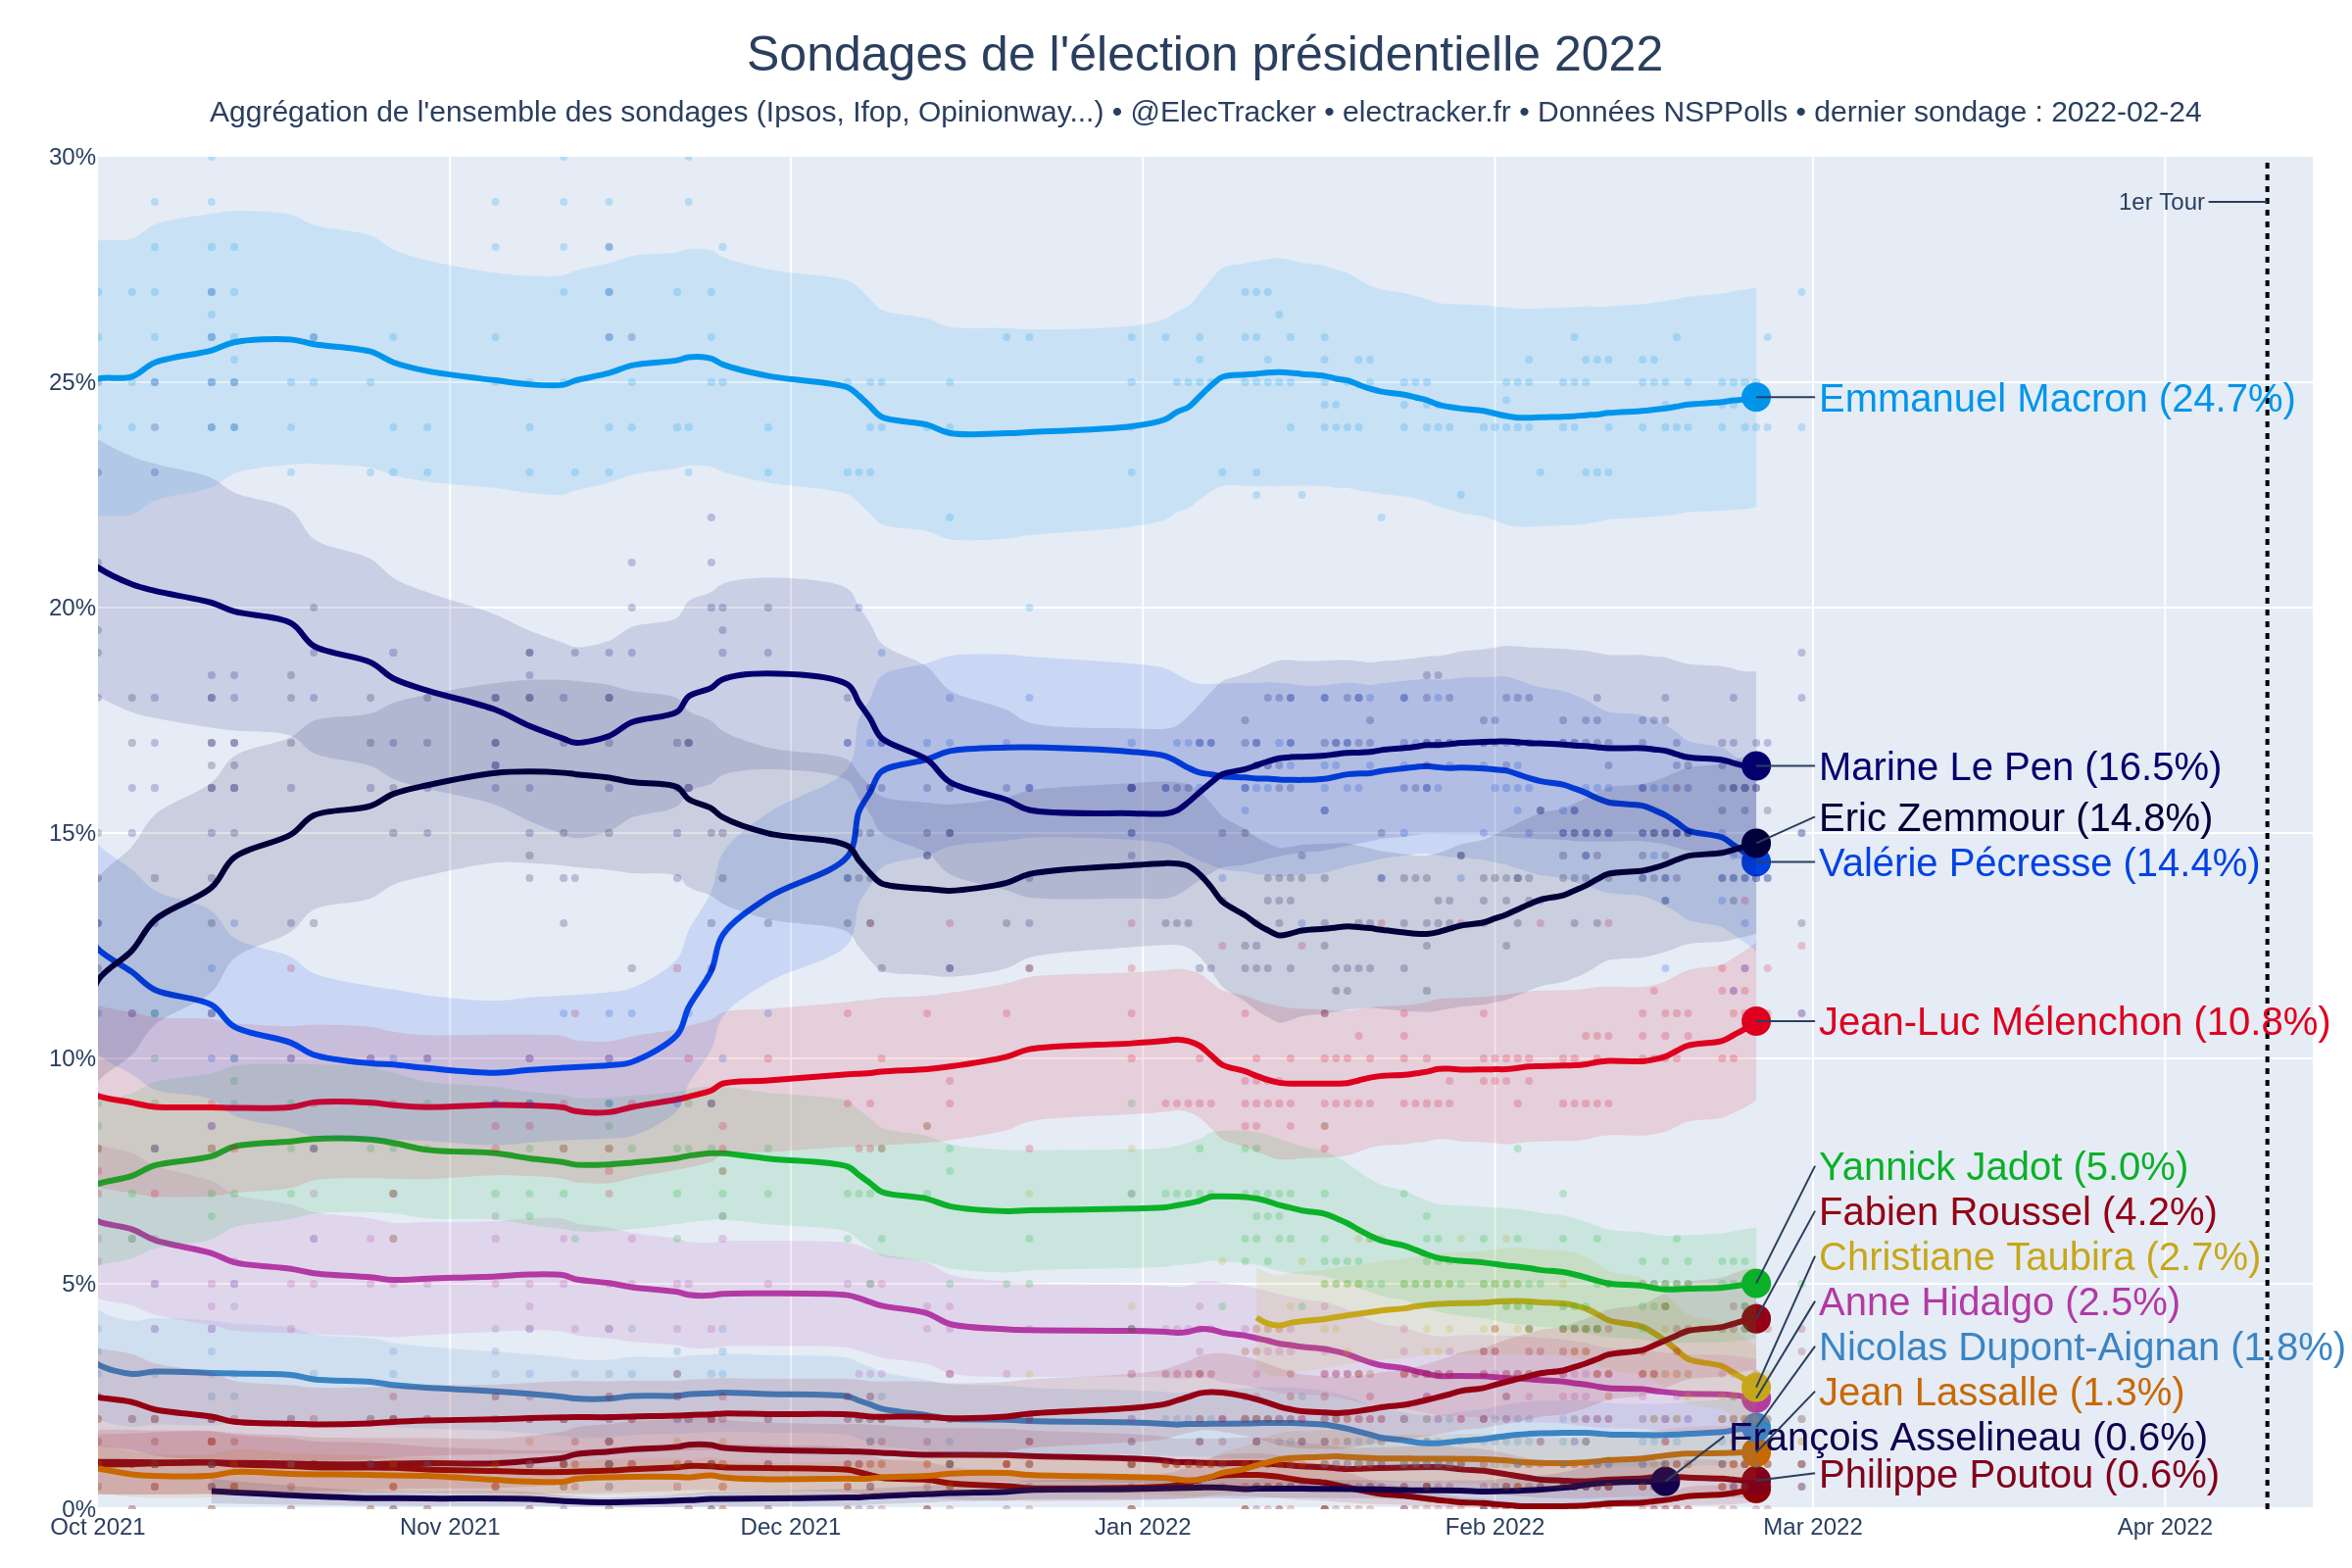 Sondages de l'élection présidentielle 2022
Aggrégation de l'ensemble des sondages (Ipsos, Ifop, Opinionway...) • @ElecTracker • electracker.fr • Données NSPPolls • dernier sondage : 2022-02-24
30%
1er Tour
25%
Emmanuel Macron (24.7%)
20%
Marine Le Pen (16.5%)
Eric Zemmour (14.8%)
15%
Valérie Pécresse (14.4%)
Jean-Luc Mélenchon (10.8%)
10%
Yannick Jadot (5.0%)
Fabien Roussel (4.2%)
Christiane Taubira (2.7%)
5%
Anne Hidalgo (2.5%)
Nicolas Dupont-Aignan (1.8%)
Jean Lassalle (1.3%)
François Asselineau (0.6%)
Philippe Poutou (0.6%)
0%
Oct 2021 Nov 2021 Dec 2021 Jan 2022 Feb 2022 Mar 2022 Apr 2022